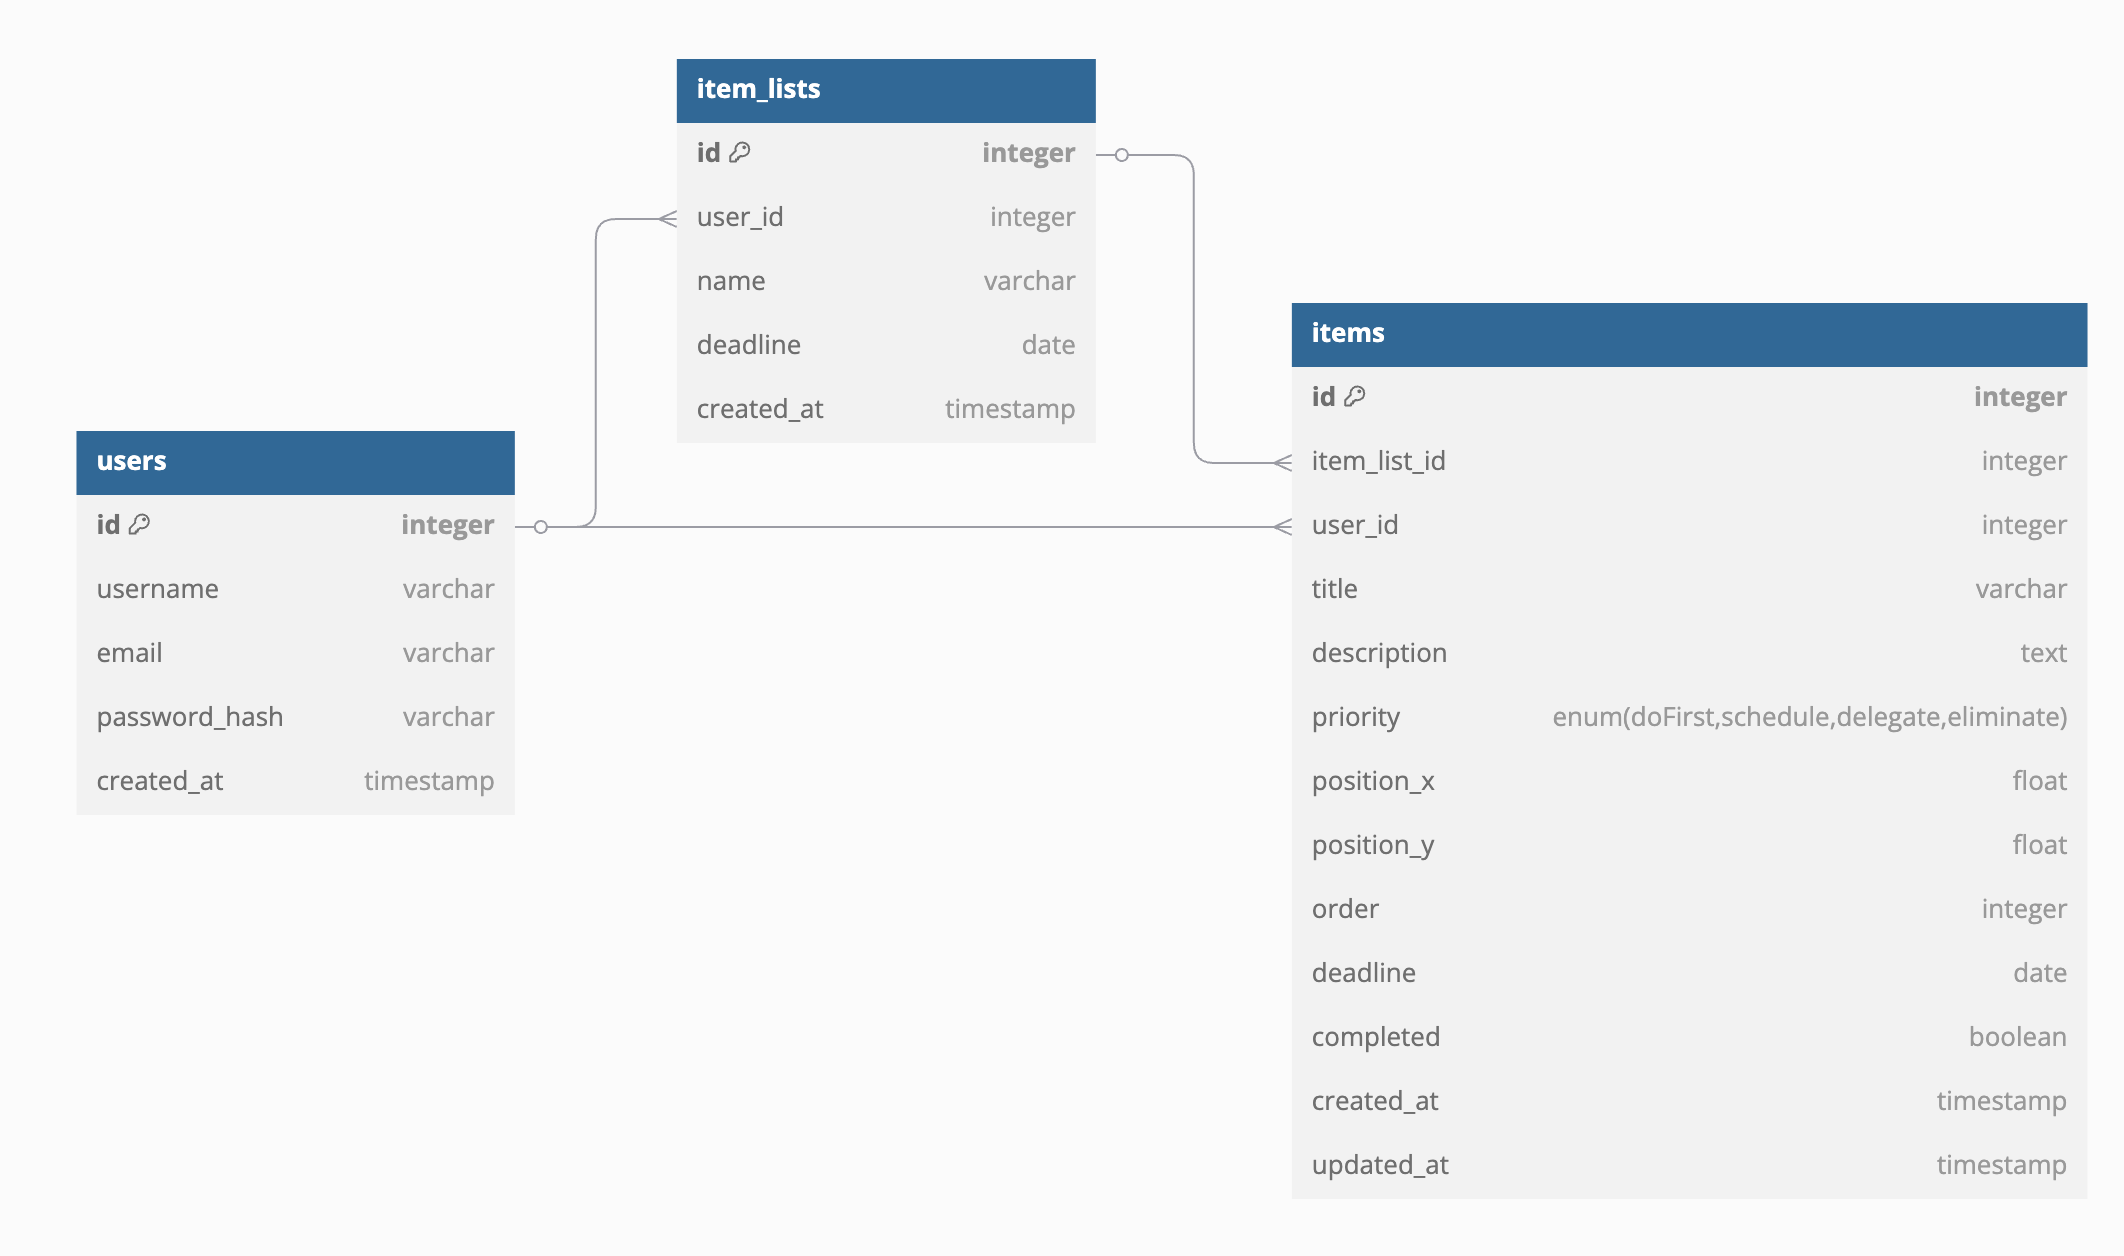 item_lists
id integer
user_id integer
name varchar
deadline date
created_at timestamp
users
id integer
username varchar
email varchar
password_hash varchar
created_at timestamp
items
id integer
item_list_id integer
user_id integer
title varchar
description text
priority enum(doFirst,schedule,delegate,eliminate)
position_x float
position_y float
order integer
deadline date
completed boolean
created_at timestamp
updated_at timestamp